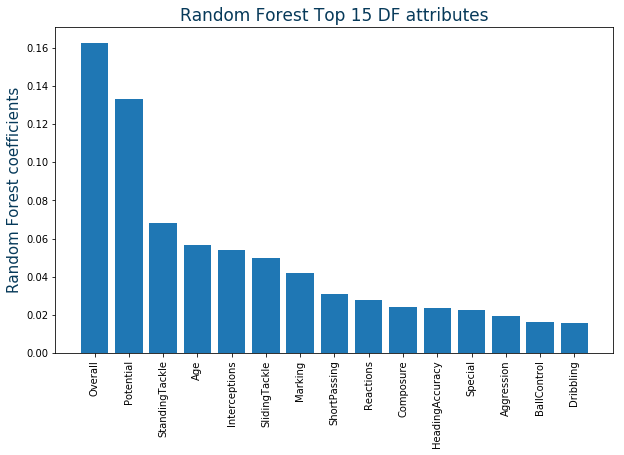 Random Forest Top 15 DF attributes
Random Forest coefficients
0.16
0.14
0.12
0.10
0.08
0.06
0.04
0.02
0.00
Overall
Potential
StandingTackle
Age
Interceptions
SlidingTackle
Marking
ShortPassing
Reactions
Composure
HeadingAccuracy
Special
Aggression
BallControl
Dribbling